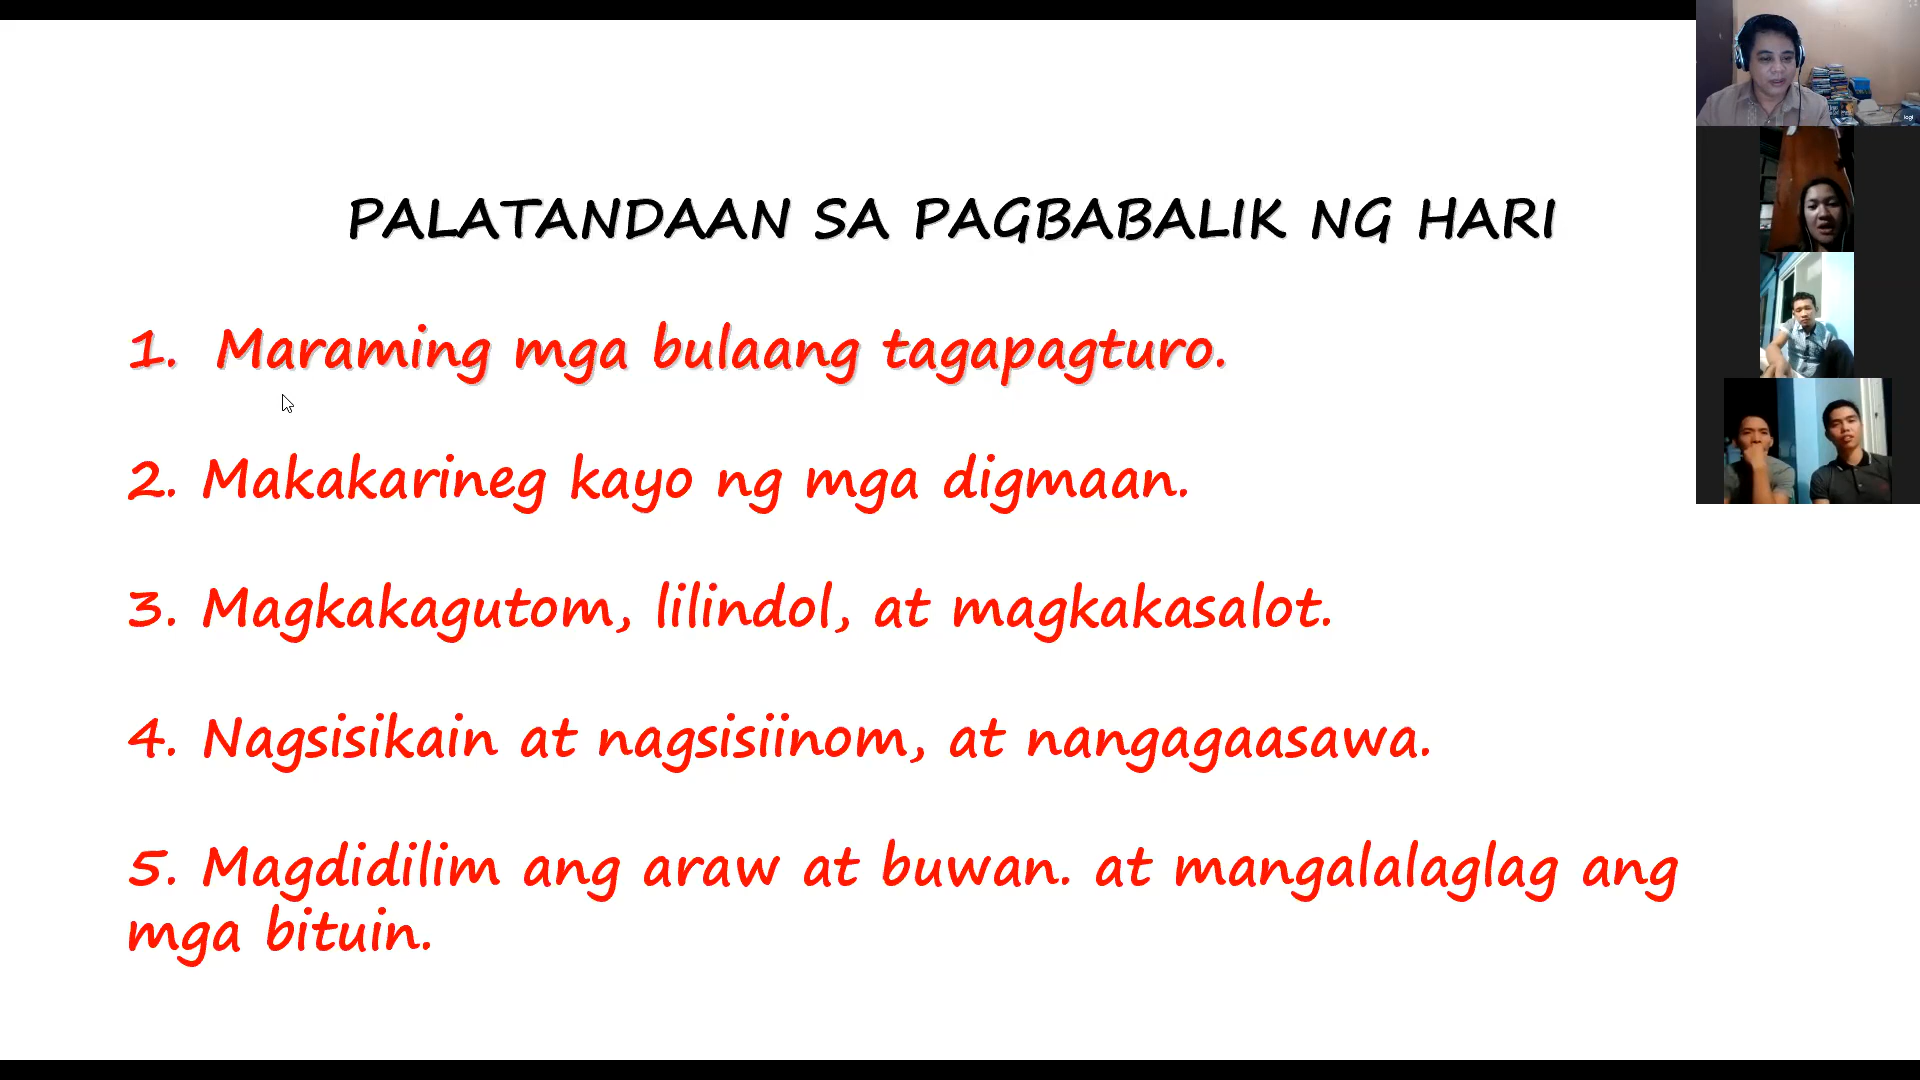 PALATANDAAN SA PAGBABALIK NG HARI
1. Maraming mga bulaang tagapagturo.
2. Makakarineg kayo ng mga digmaan.
3. Magkakagutom, lilindol, at magkakasalot.
4. Nagsisikain at nagsisiinom, at nangagaasawa.
5. Magdidilim ang araw at buwan. at mangalalaglag ang
mga bituin.
logi